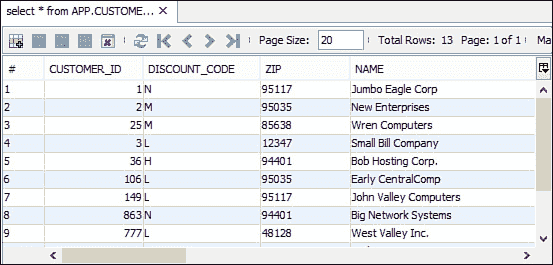 select * from APP.CUSTOME...
Page Size: 20 Total Rows: 13 Page: 1 of 1 Ma
# CUSTOMER_ID DISCOUNT_CODE ZIP NAME
1 1 N 95117 Jumbo Eagle Corp
2 2 M 95035 New Enterprises
3 25 M 85638 Wren Computers
4 3 L 12347 Small Bill Company
5 36 H 94401 Bob Hosting Corp.
6 106 L 95035 Early CentralComp
7 149 L 95117 John Valley Computers
8 863 N 94401 Big Network Systems
9 777 L 48128 West Valley Inc.